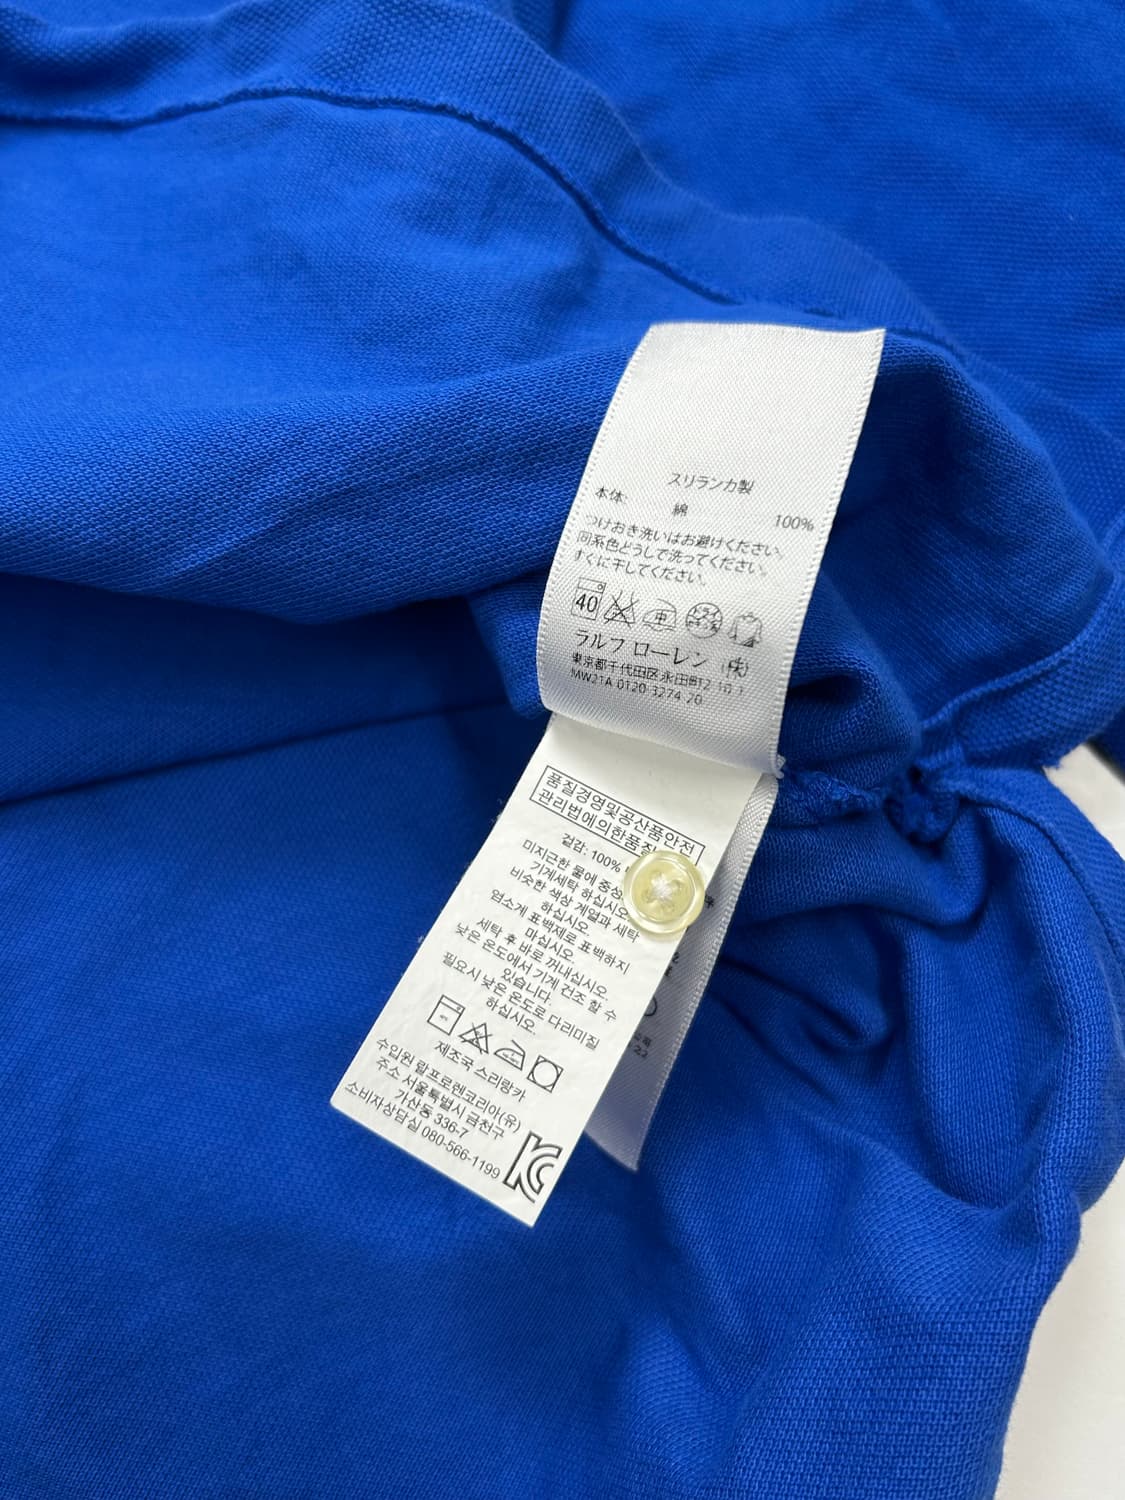 スリランカ製
本体: 綿 100%
つけおき洗いはお避けください。
同系色どうしで洗ってください。
すぐに干してください。
40 中 ドライ
ラルフ ローレン (株)
東京都千代田区永田町2-10-1
MW21A 0120-3274-20
품질경영및공산품안전
관리법에의한품질
겉감: 100%
미지근한 물에 중성
기계세탁 하십시오.
비슷한 색상 계열과 세탁
하십시오.
염소계 표백제로 표백하지
마십시오.
세탁 후 바로 꺼내십시오.
낮은 온도에서 기계 건조 할 수
있습니다.
필요시 낮은 온도로 다리미질
하십시오.
제조국 스리랑카
수입원 랄프로렌코리아(유)
주소 서울특별시 금천구
가산동 336-7
소비자상담실 080-566-1199